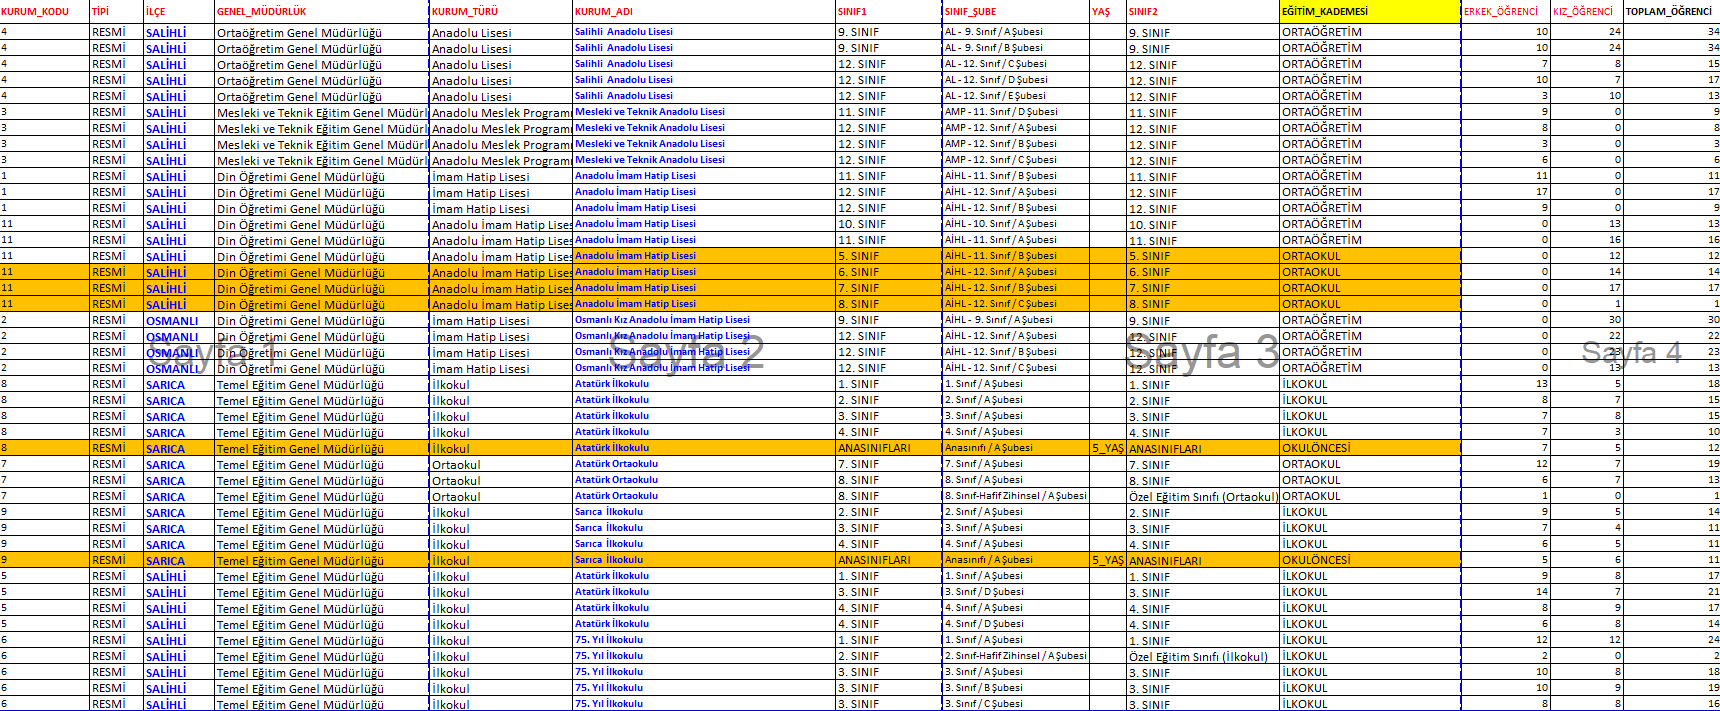 KURUM_KODU TİPİ İLÇE GENEL_MÜDÜRLÜK KURUM_TÜRÜ KURUM_ADI SINIF1 SINIF_ŞUBE YAŞ SINIF2 EĞİTİM_KADEMESİ ERKEK_ÖĞRENCİ KIZ_ÖĞRENCİ TOPLAM_ÖĞRENCİ
4 RESMİ SALİHLİ Ortaöğretim Genel Müdürlüğü Anadolu Lisesi Salihli Anadolu Lisesi 9. SINIF AL - 9. Sınıf / A Şubesi 9. SINIF ORTAÖĞRETİM 10 24 34
4 RESMİ SALİHLİ Ortaöğretim Genel Müdürlüğü Anadolu Lisesi Salihli Anadolu Lisesi 9. SINIF AL - 9. Sınıf / B Şubesi 9. SINIF ORTAÖĞRETİM 10 24 34
4 RESMİ SALİHLİ Ortaöğretim Genel Müdürlüğü Anadolu Lisesi Salihli Anadolu Lisesi 12. SINIF AL - 12. Sınıf / C Şubesi 12. SINIF ORTAÖĞRETİM 7 8 15
4 RESMİ SALİHLİ Ortaöğretim Genel Müdürlüğü Anadolu Lisesi Salihli Anadolu Lisesi 12. SINIF AL - 12. Sınıf / D Şubesi 12. SINIF ORTAÖĞRETİM 10 7 17
4 RESMİ SALİHLİ Ortaöğretim Genel Müdürlüğü Anadolu Lisesi Salihli Anadolu Lisesi 12. SINIF AL - 12. Sınıf / E Şubesi 12. SINIF ORTAÖĞRETİM 3 10 13
3 RESMİ SALİHLİ Mesleki ve Teknik Eğitim Genel Müdürl Anadolu Meslek Program Mesleki ve Teknik Anadolu Lisesi 11. SINIF AMP - 11. Sınıf / D Şubesi 11. SINIF ORTAÖĞRETİM 9 0 9
3 RESMİ SALİHLİ Mesleki ve Teknik Eğitim Genel Müdürl Anadolu Meslek Program Mesleki ve Teknik Anadolu Lisesi 12. SINIF AMP - 12. Sınıf / A Şubesi 12. SINIF ORTAÖĞRETİM 8 0 8
3 RESMİ SALİHLİ Mesleki ve Teknik Eğitim Genel Müdürl Anadolu Meslek Program Mesleki ve Teknik Anadolu Lisesi 12. SINIF AMP - 12. Sınıf / B Şubesi 12. SINIF ORTAÖĞRETİM 3 0 3
3 RESMİ SALİHLİ Mesleki ve Teknik Eğitim Genel Müdürl Anadolu Meslek Program Mesleki ve Teknik Anadolu Lisesi 12. SINIF AMP - 12. Sınıf / C Şubesi 12. SINIF ORTAÖĞRETİM 6 0 6
1 RESMİ SALİHLİ Din Öğretimi Genel Müdürlüğü İmam Hatip Lisesi Anadolu İmam Hatip Lisesi 11. SINIF AİHL - 11. Sınıf / B Şubesi 11. SINIF ORTAÖĞRETİM 11 0 11
1 RESMİ SALİHLİ Din Öğretimi Genel Müdürlüğü İmam Hatip Lisesi Anadolu İmam Hatip Lisesi 12. SINIF AİHL - 12. Sınıf / A Şubesi 12. SINIF ORTAÖĞRETİM 17 0 17
1 RESMİ SALİHLİ Din Öğretimi Genel Müdürlüğü İmam Hatip Lisesi Anadolu İmam Hatip Lisesi 12. SINIF AİHL - 12. Sınıf / B Şubesi 12. SINIF ORTAÖĞRETİM 9 0 9
11 RESMİ SALİHLİ Din Öğretimi Genel Müdürlüğü Anadolu İmam Hatip Lises Anadolu İmam Hatip Lisesi 10. SINIF AİHL - 10. Sınıf / A Şubesi 10. SINIF ORTAÖĞRETİM 0 13 13
11 RESMİ SALİHLİ Din Öğretimi Genel Müdürlüğü Anadolu İmam Hatip Lises Anadolu İmam Hatip Lisesi 11. SINIF AİHL - 11. Sınıf / A Şubesi 11. SINIF ORTAÖĞRETİM 0 16 16
11 RESMİ SALİHLİ Din Öğretimi Genel Müdürlüğü Anadolu İmam Hatip Lises Anadolu İmam Hatip Lisesi 5. SINIF AİHL - 11. Sınıf / B Şubesi 5. SINIF ORTAOKUL 0 12 12
11 RESMİ SALİHLİ Din Öğretimi Genel Müdürlüğü Anadolu İmam Hatip Lises Anadolu İmam Hatip Lisesi 6. SINIF AİHL - 12. Sınıf / A Şubesi 6. SINIF ORTAOKUL 0 14 14
11 RESMİ SALİHLİ Din Öğretimi Genel Müdürlüğü Anadolu İmam Hatip Lises Anadolu İmam Hatip Lisesi 7. SINIF AİHL - 12. Sınıf / B Şubesi 7. SINIF ORTAOKUL 0 17 17
11 RESMİ SALİHLİ Din Öğretimi Genel Müdürlüğü Anadolu İmam Hatip Lises Anadolu İmam Hatip Lisesi 8. SINIF AİHL - 12. Sınıf / C Şubesi 8. SINIF ORTAOKUL 0 1 1
2 RESMİ OSMANLI Din Öğretimi Genel Müdürlüğü İmam Hatip Lisesi Osmanlı Kız Anadolu İmam Hatip Lisesi 9. SINIF AİHL - 9. Sınıf / A Şubesi 9. SINIF ORTAÖĞRETİM 0 30 30
2 RESMİ OSMANLI Din Öğretimi Genel Müdürlüğü İmam Hatip Lisesi Osmanlı Kız Anadolu İmam Hatip Lisesi 12. SINIF AİHL - 12. Sınıf / A Şubesi 12. SINIF ORTAÖĞRETİM 0 22 22
2 RESMİ OSMANLI Din Öğretimi Genel Müdürlüğü İmam Hatip Lisesi Osmanlı Kız Anadolu İmam Hatip Lisesi 12. SINIF AİHL - 12. Sınıf / B Şubesi 12. SINIF ORTAÖĞRETİM 0 23 23
Sayfa 1 Sayfa 2 Sayfa 3 Sayfa 4
2 RESMİ OSMANLI Din Öğretimi Genel Müdürlüğü İmam Hatip Lisesi Osmanlı Kız Anadolu İmam Hatip Lisesi 12. SINIF AİHL - 12. Sınıf / C Şubesi 12. SINIF ORTAÖĞRETİM 0 13 13
8 RESMİ SARICA Temel Eğitim Genel Müdürlüğü İlkokul Atatürk İlkokulu 1. SINIF 1. Sınıf / A Şubesi 1. SINIF İLKOKUL 13 5 18
8 RESMİ SARICA Temel Eğitim Genel Müdürlüğü İlkokul Atatürk İlkokulu 2. SINIF 2. Sınıf / A Şubesi 2. SINIF İLKOKUL 8 7 15
8 RESMİ SARICA Temel Eğitim Genel Müdürlüğü İlkokul Atatürk İlkokulu 3. SINIF 3. Sınıf / A Şubesi 3. SINIF İLKOKUL 7 8 15
8 RESMİ SARICA Temel Eğitim Genel Müdürlüğü İlkokul Atatürk İlkokulu 4. SINIF 4. Sınıf / A Şubesi 4. SINIF İLKOKUL 7 3 10
8 RESMİ SARICA Temel Eğitim Genel Müdürlüğü İlkokul Atatürk İlkokulu ANASINIFLARI Anasınıfı / A Şubesi 5_YAŞ ANASINIFLARI OKULÖNCESİ 7 5 12
7 RESMİ SARICA Temel Eğitim Genel Müdürlüğü Ortaokul Atatürk Ortaokulu 7. SINIF 7. Sınıf / A Şubesi 7. SINIF ORTAOKUL 12 7 19
7 RESMİ SARICA Temel Eğitim Genel Müdürlüğü Ortaokul Atatürk Ortaokulu 8. SINIF 8. Sınıf / A Şubesi 8. SINIF ORTAOKUL 6 7 13
7 RESMİ SARICA Temel Eğitim Genel Müdürlüğü Ortaokul Atatürk Ortaokulu 8. SINIF 8. Sınıf-Hafif Zihinsel / A Şubesi Özel Eğitim Sınıfı (Ortaokul) ORTAOKUL 1 0 1
9 RESMİ SARICA Temel Eğitim Genel Müdürlüğü İlkokul Sarıca İlkokulu 2. SINIF 2. Sınıf / A Şubesi 2. SINIF İLKOKUL 9 5 14
9 RESMİ SARICA Temel Eğitim Genel Müdürlüğü İlkokul Sarıca İlkokulu 3. SINIF 3. Sınıf / A Şubesi 3. SINIF İLKOKUL 7 4 11
9 RESMİ SARICA Temel Eğitim Genel Müdürlüğü İlkokul Sarıca İlkokulu 4. SINIF 4. Sınıf / A Şubesi 4. SINIF İLKOKUL 6 5 11
9 RESMİ SARICA Temel Eğitim Genel Müdürlüğü İlkokul Sarıca İlkokulu ANASINIFLARI Anasınıfı / A Şubesi 5_YAŞ ANASINIFLARI OKULÖNCESİ 5 6 11
5 RESMİ SALİHLİ Temel Eğitim Genel Müdürlüğü İlkokul Atatürk İlkokulu 1. SINIF 1. Sınıf / A Şubesi 1. SINIF İLKOKUL 9 8 17
5 RESMİ SALİHLİ Temel Eğitim Genel Müdürlüğü İlkokul Atatürk İlkokulu 3. SINIF 3. Sınıf / D Şubesi 3. SINIF İLKOKUL 14 7 21
5 RESMİ SALİHLİ Temel Eğitim Genel Müdürlüğü İlkokul Atatürk İlkokulu 4. SINIF 4. Sınıf / A Şubesi 4. SINIF İLKOKUL 8 9 17
5 RESMİ SALİHLİ Temel Eğitim Genel Müdürlüğü İlkokul Atatürk İlkokulu 4. SINIF 4. Sınıf / D Şubesi 4. SINIF İLKOKUL 6 8 14
6 RESMİ SALİHLİ Temel Eğitim Genel Müdürlüğü İlkokul 75. Yıl İlkokulu 1. SINIF 1. Sınıf / A Şubesi 1. SINIF İLKOKUL 12 12 24
6 RESMİ SALİHLİ Temel Eğitim Genel Müdürlüğü İlkokul 75. Yıl İlkokulu 2. SINIF 2. Sınıf-Hafif Zihinsel / A Şubesi Özel Eğitim Sınıfı (İlkokul) İLKOKUL 2 0 2
6 RESMİ SALİHLİ Temel Eğitim Genel Müdürlüğü İlkokul 75. Yıl İlkokulu 3. SINIF 3. Sınıf / A Şubesi 3. SINIF İLKOKUL 10 8 18
6 RESMİ SALİHLİ Temel Eğitim Genel Müdürlüğü İlkokul 75. Yıl İlkokulu 3. SINIF 3. Sınıf / B Şubesi 3. SINIF İLKOKUL 10 9 19
6 RESMİ SALİHLİ Temel Eğitim Genel Müdürlüğü İlkokul 75. Yıl İlkokulu 3. SINIF 3. Sınıf / C Şubesi 3. SINIF İLKOKUL 8 8 16